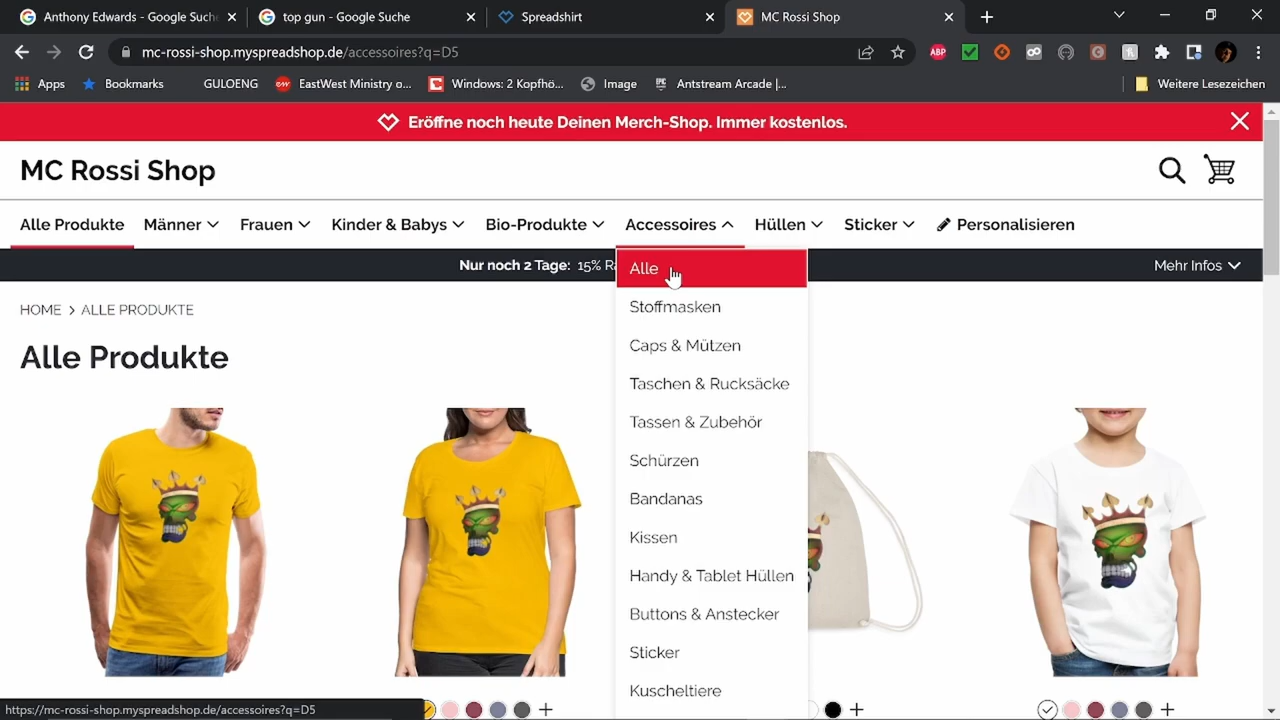 Anthony Edwards - Google Suche
top gun - Google Suche
Spreadshirt
MC Rossi Shop
mc-rossi-shop.myspreadshop.de/accessoires?q=D5
ABP
Apps
Bookmarks
GULOENG
EastWest Ministry o...
Windows: 2 Kopfhö...
Image
Antstream Arcade |...
Weitere Lesezeichen
Eröffne noch heute Deinen Merch-Shop. Immer kostenlos.
MC Rossi Shop
Alle Produkte
Männer
Frauen
Kinder & Babys
Bio-Produkte
Accessoires
Hüllen
Sticker
Personalisieren
Nur noch 2 Tage: 15%
Mehr Infos
Alle
Stoffmasken
Caps & Mützen
Taschen & Rucksäcke
Tassen & Zubehör
Schürzen
Bandanas
Kissen
Handy & Tablet Hüllen
Buttons & Anstecker
Sticker
Kuscheltiere
HOME > ALLE PRODUKTE
Alle Produkte
https://mc-rossi-shop.myspreadshop.de/accessoires?q=D5